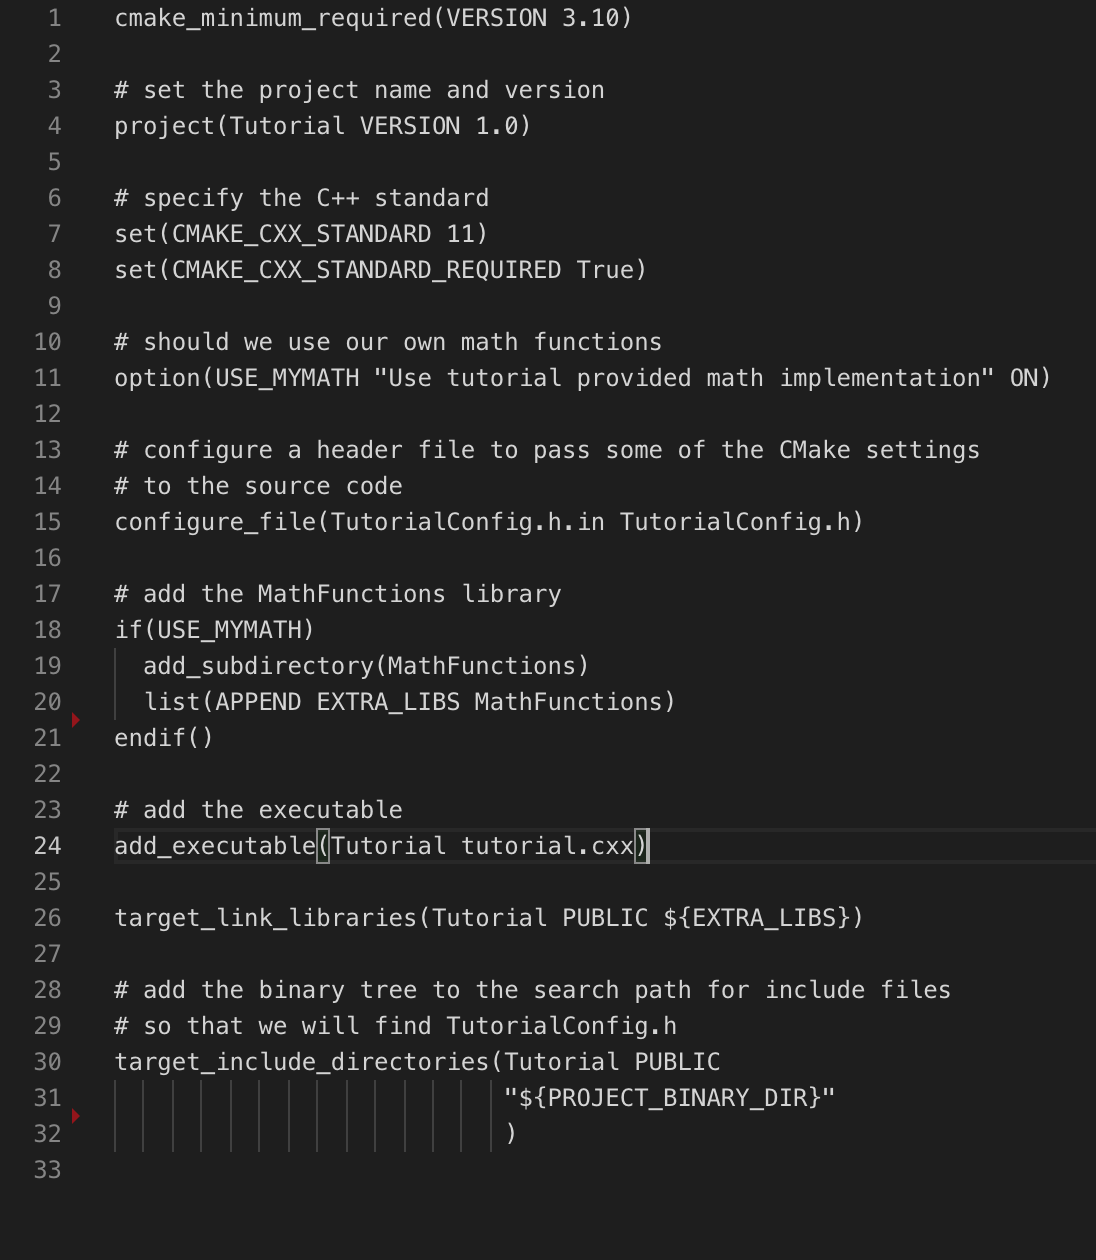 1 cmake_minimum_required(VERSION 3.10)
2
3 # set the project name and version
4 project(Tutorial VERSION 1.0)
5
6 # specify the C++ standard
7 set(CMAKE_CXX_STANDARD 11)
8 set(CMAKE_CXX_STANDARD_REQUIRED True)
9
10 # should we use our own math functions
11 option(USE_MYMATH "Use tutorial provided math implementation" ON)
12
13 # configure a header file to pass some of the CMake settings
14 # to the source code
15 configure_file(TutorialConfig.h.in TutorialConfig.h)
16
17 # add the MathFunctions library
18 if(USE_MYMATH)
19   add_subdirectory(MathFunctions)
20   list(APPEND EXTRA_LIBS MathFunctions)
21 endif()
22
23 # add the executable
24 add_executable(Tutorial tutorial.cxx)
25
26 target_link_libraries(Tutorial PUBLIC ${EXTRA_LIBS})
27
28 # add the binary tree to the search path for include files
29 # so that we will find TutorialConfig.h
30 target_include_directories(Tutorial PUBLIC
31                            "${PROJECT_BINARY_DIR}"
32                            )
33